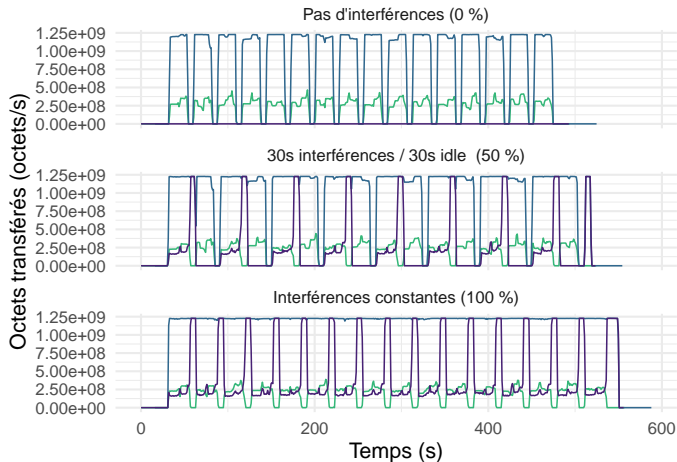 Pas d'interférences (0 %)
1.25e+09
1.00e+09
7.50e+08
5.00e+08
2.50e+08
0.00e+00
30s interférences / 30s idle  (50 %)
1.25e+09
1.00e+09
7.50e+08
5.00e+08
2.50e+08
0.00e+00
Interférences constantes (100 %)
1.25e+09
1.00e+09
7.50e+08
5.00e+08
2.50e+08
0.00e+00
Octets transférés (octets/s)
0
200
400
600
Temps (s)